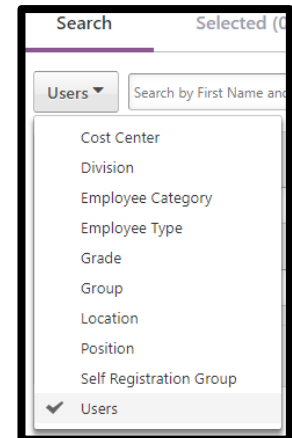 Search Selected (0
Users Search by First Name and
Cost Center
Division
Employee Category
Employee Type
Grade
Group
Location
Position
Self Registration Group
Users